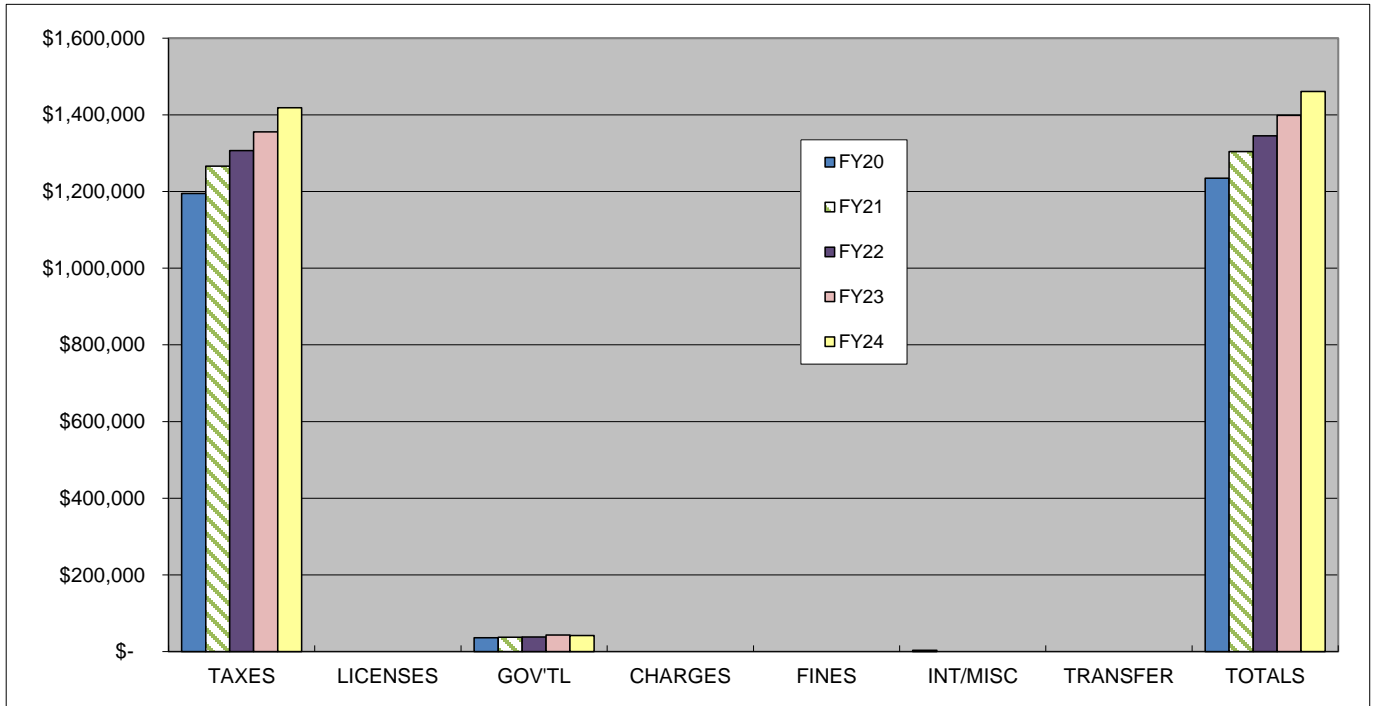 $1,600,000
$1,400,000
$1,200,000
$1,000,000
$800,000
$600,000
$400,000
$200,000
$-
FY20
FY21
FY22
FY23
FY24
TAXES LICENSES GOV'TL CHARGES FINES INT/MISC TRANSFER TOTALS